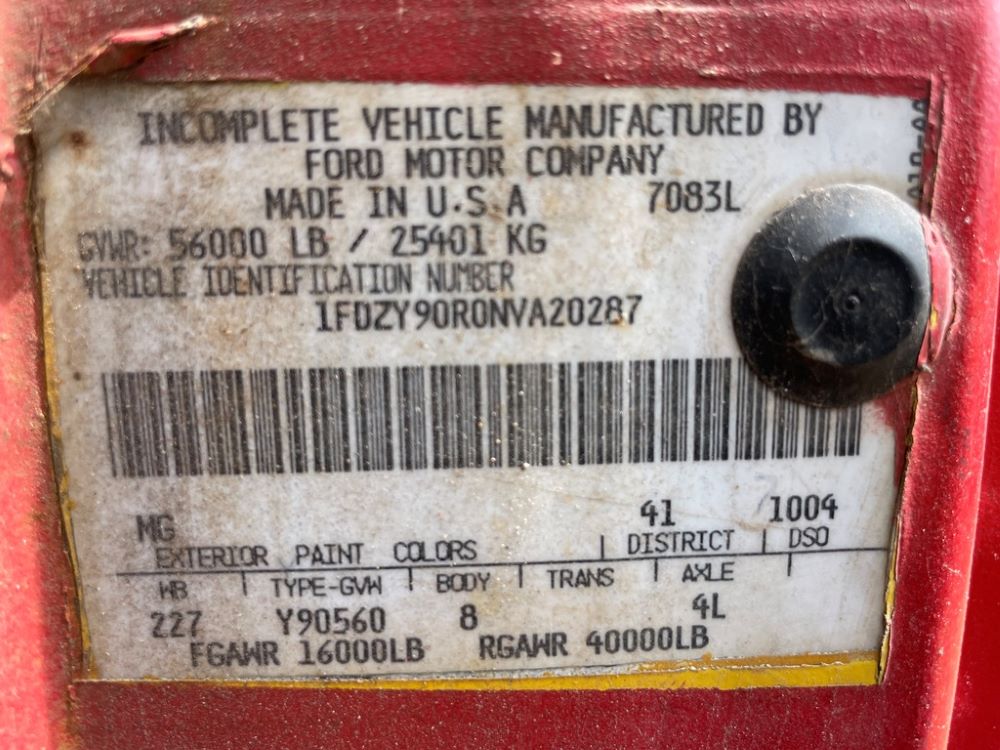 INCOMPLETE VEHICLE MANUFACTURED BY
FORD MOTOR COMPANY
MADE IN U.S.A 7083L
GVWR: 56000 LB / 25401 KG
VEHICLE IDENTIFICATION NUMBER
1FDZY90R0NVA20287
MG 41 1004
EXTERIOR PAINT COLORS DISTRICT DSO
WB TYPE-GVW BODY TRANS AXLE
227 Y90560 8 4L
FGAWR 16000LB RGAWR 40000LB